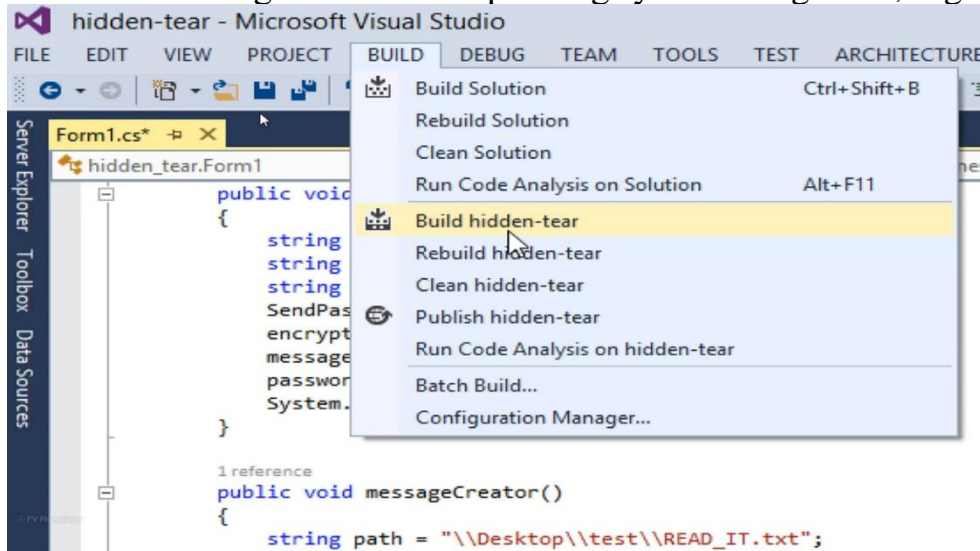 hidden-tear - Microsoft Visual Studio
FILE EDIT VIEW PROJECT BUILD DEBUG TEAM TOOLS TEST ARCHITECTURE
Build Solution Ctrl+Shift+B
Rebuild Solution
Clean Solution
Run Code Analysis on Solution Alt+F11
Build hidden-tear
Rebuild hidden-tear
Clean hidden-tear
Publish hidden-tear
Run Code Analysis on hidden-tear
Batch Build...
Configuration Manager...
Server Explorer
Toolbox
Data Sources
Form1.cs*
hidden_tear.Form1
public void
{
string
string
string
SendPas
encrypt
message
passwor
System.
}
1 reference
public void messageCreator()
{
string path = "\\Desktop\\test\\READ_IT.txt";